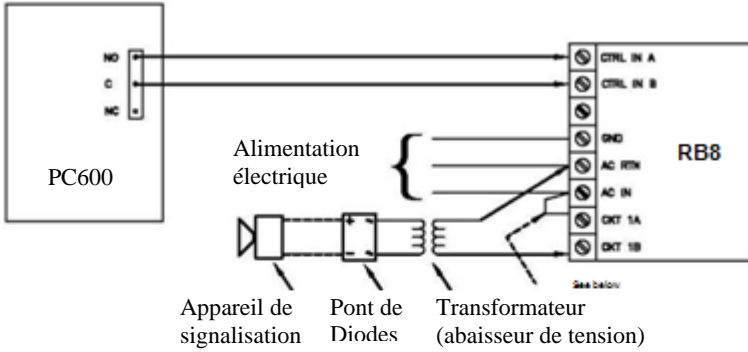 NO
C
NC
PC600
CTRL IN A
CTRL IN B
GND
AC RTN
AC IN
CKT 1A
CKT 1B
RB8
Alimentation
électrique
+ -
- -
See below
Appareil de
signalisation
Pont de
Diodes
Transformateur
(abaisseur de tension)